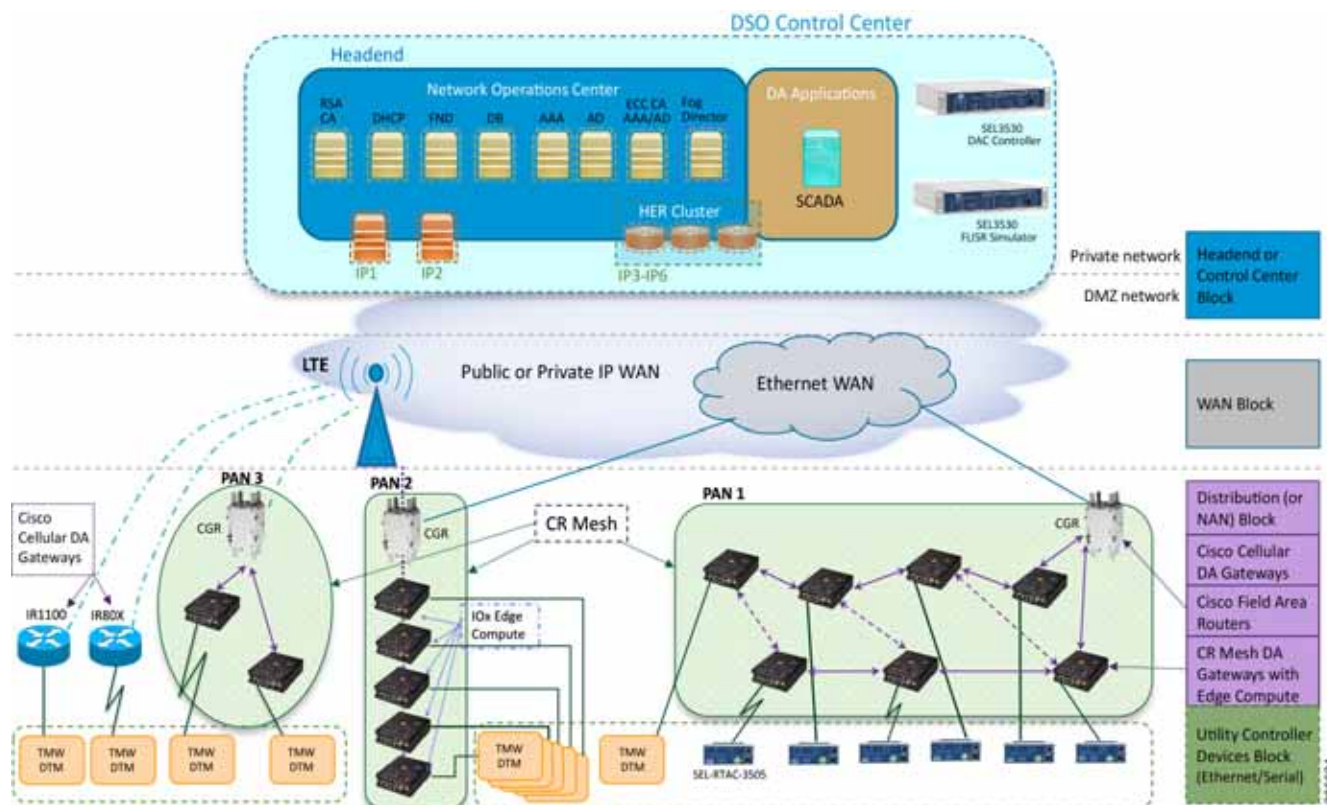 DSO Control Center
Headend
Network Operations Center
DA Applications
RSA
CA
DHCP
FND
DB
AAA
AD
ECC CA
AAA/AD
Fog
Director
SCADA
SEL3530
DAC Controller
SEL3530
FLISR Simulator
HER Cluster
IP1
IP2
IP3-IP6
Private network
DMZ network
Headend or
Control Center
Block
LTE
Public or Private IP WAN
Ethernet WAN
WAN Block
PAN 3
PAN 2
PAN 1
Cisco
Cellular DA
Gateways
CGR
CGR
CR Mesh
CGR
Distribution (or
NAN) Block
Cisco Cellular
DA Gateways
Cisco Field Area
Routers
CR Mesh DA
Gateways with
Edge Compute
IR1100
IR80X
IOx Edge
Compute
TMW
DTM
TMW
DTM
TMW
DTM
TMW
DTM
TMW
DTM
TMW
DTM
SEL-RTAC-3505
Utility Controller
Devices Block
(Ethernet/Serial)